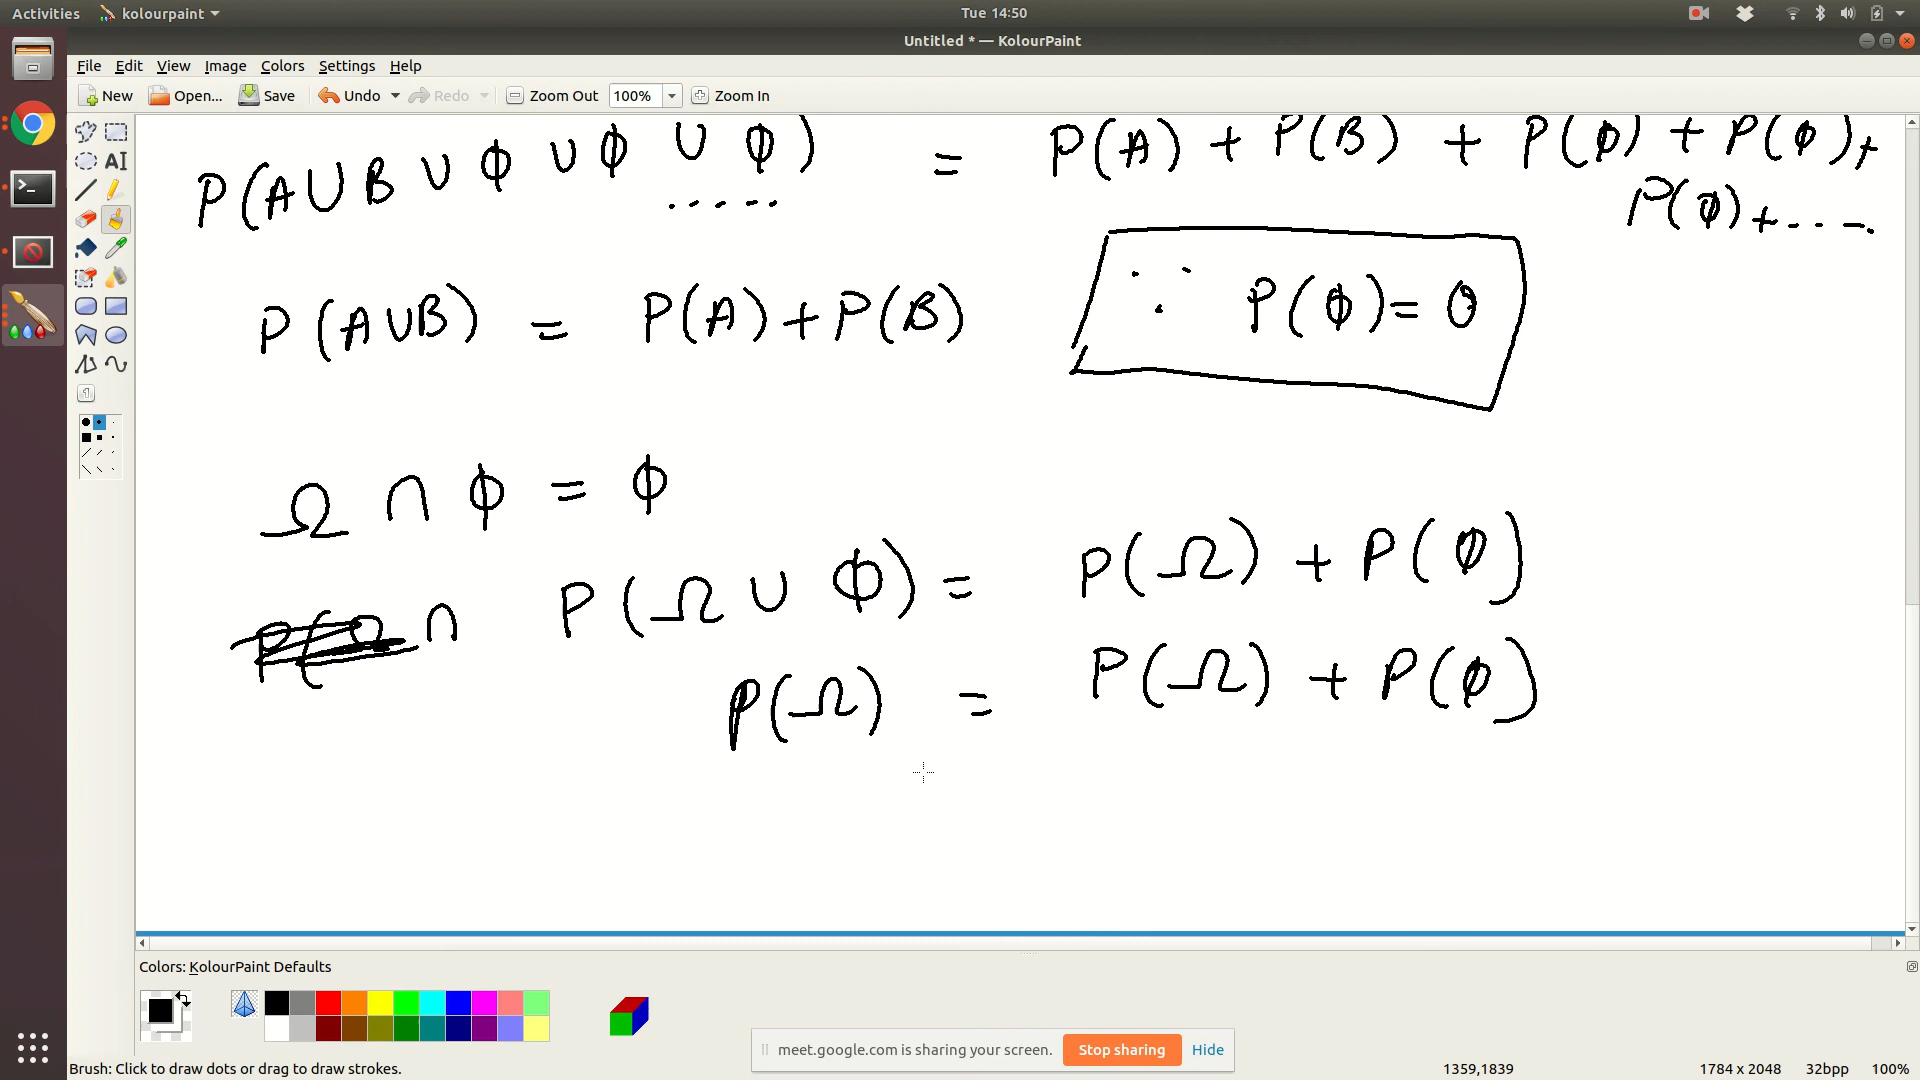 Activities kolourpaint Tue 14:50
Untitled * — KolourPaint
File Edit View Image Colors Settings Help
New Open... Save Undo Redo Zoom Out 100% Zoom In
P(A∪B ∪ ϕ ∪ ϕ ∪ ϕ) = P(A) + P(B) + P(ϕ) + P(ϕ) +
..... P(ϕ) + ....
P(A∪B) = P(A) + P(B) ∵ P(ϕ) = 0
Ω ∩ ϕ = ϕ
P(Ω ∪ ϕ) = P(Ω) + P(ϕ)
P(Ω ∩
P(Ω) = P(Ω) + P(ϕ)
Colors: KolourPaint Defaults
meet.google.com is sharing your screen. Stop sharing Hide
Brush: Click to draw dots or drag to draw strokes. 1359,1839 1784 x 2048 32bpp 100%